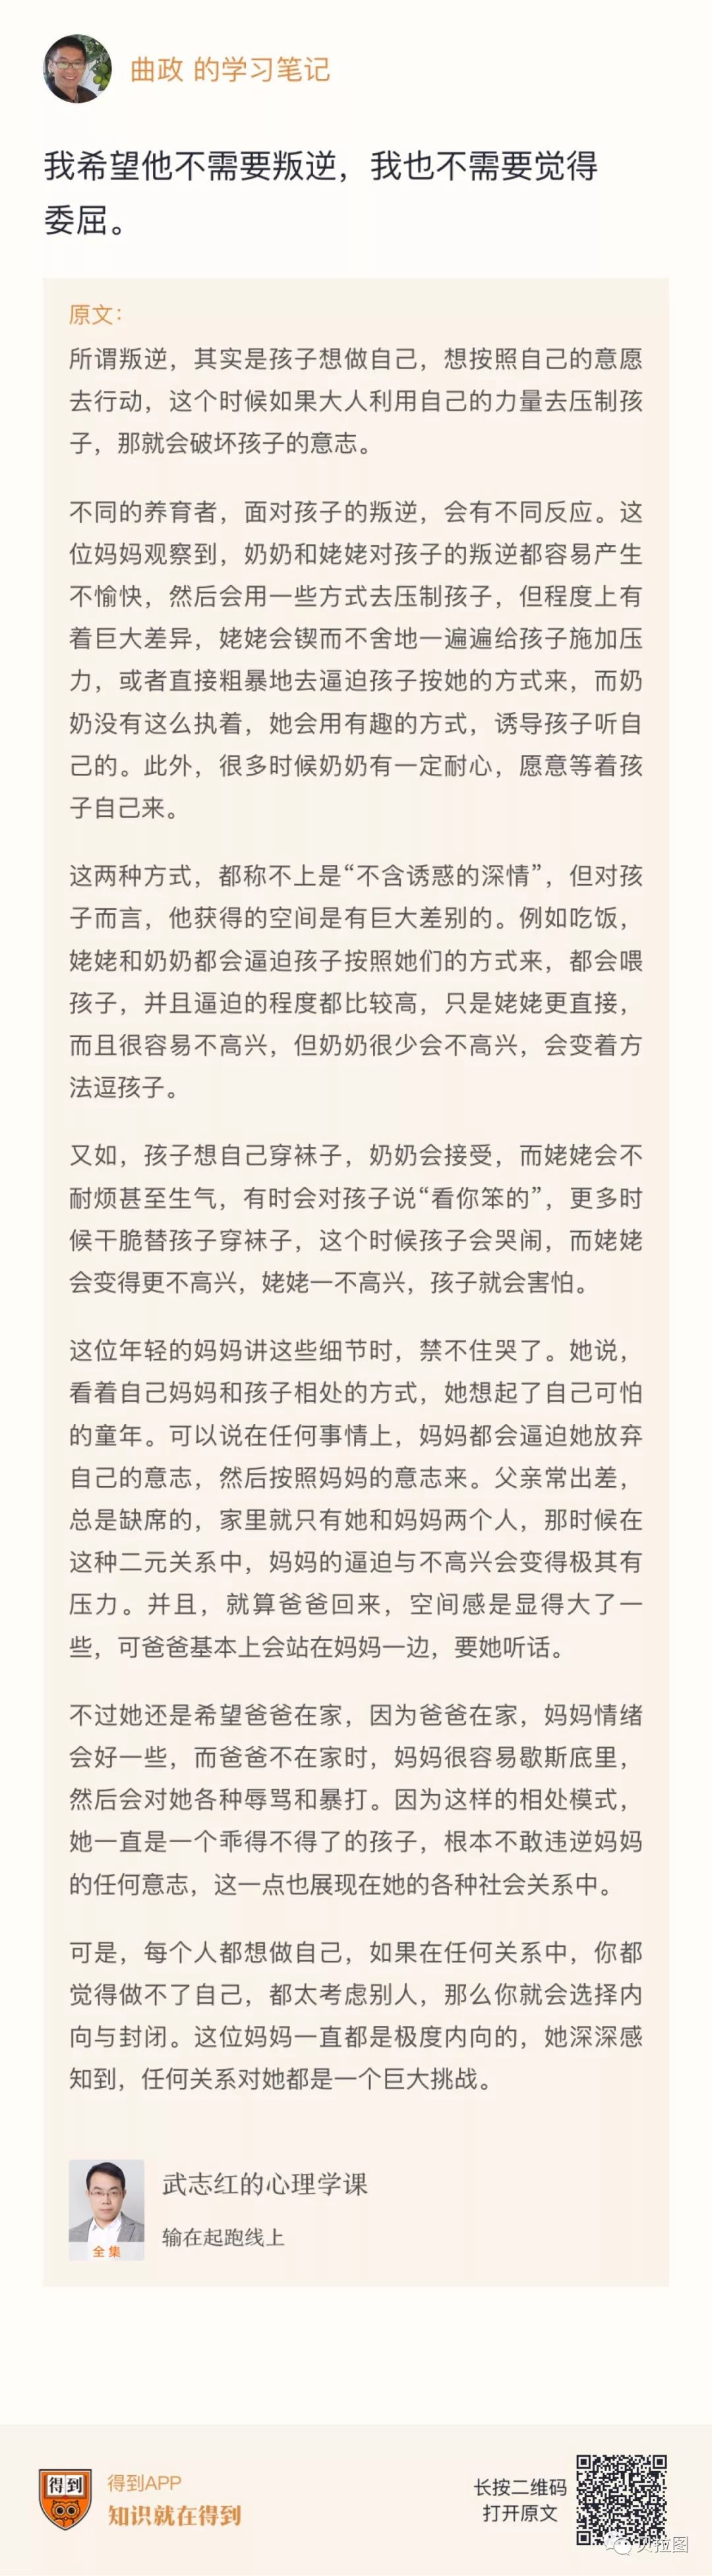 曲政 的学习笔记
我希望他不需要叛逆，我也不需要觉得
委屈。
原文：
所谓叛逆，其实是孩子想做自己，想按照自己的意愿
去行动，这个时候如果大人利用自己的力量去压制孩
子，那就会破坏孩子的意志。
不同的养育者，面对孩子的叛逆，会有不同反应。这
位妈妈观察到，奶奶和姥姥对孩子的叛逆都容易产生
不愉快，然后会用一些方式去压制孩子，但程度上有
着巨大差异，姥姥会锲而不舍地一遍遍给孩子施加压
力，或者直接粗暴地去逼迫孩子按她的方式来，而奶
奶没有这么执着，她会用有趣的方式，诱导孩子听自
己的。此外，很多时候奶奶有一定耐心，愿意等着孩
子自己来。
这两种方式，都称不上是“不含诱惑的深情”，但对孩
子而言，他获得的空间是有巨大差别的。例如吃饭，
姥姥和奶奶都会逼迫孩子按照她们的方式来，都会喂
孩子，并且逼迫的程度都比较高，只是姥姥更直接，
而且很容易不高兴，但奶奶很少会不高兴，会变着方
法逗孩子。
又如，孩子想自己穿袜子，奶奶会接受，而姥姥会不
耐烦甚至生气，有时会对孩子说“看你笨的”，更多时
候干脆替孩子穿袜子，这个时候孩子会哭闹，而姥姥
会变得更不高兴，姥姥一不高兴，孩子就会害怕。
这位年轻的妈妈讲这些细节时，禁不住哭了。她说，
看着自己妈妈和孩子相处的方式，她想起了自己可怕
的童年。可以说在任何事情上，妈妈都会逼迫她放弃
自己的意志，然后按照妈妈的意志来。父亲常出差，
总是缺席的，家里就只有她和妈妈两个人，那时候在
这种二元关系中，妈妈的逼迫与不高兴会变得极其有
压力。并且，就算爸爸回来，空间感是显得大了一
些，可爸爸基本上会站在妈妈一边，要她听话。
不过她还是希望爸爸在家，因为爸爸在家，妈妈情绪
会好一些，而爸爸不在家时，妈妈很容易歇斯底里，
然后会对她各种辱骂和暴打。因为这样的相处模式，
她一直是一个乖得不得了的孩子，根本不敢违逆妈妈
的任何意志，这一点也展现在她的各种社会关系中。
可是，每个人都想做自己，如果在任何关系中，你都
觉得做不了自己，都太考虑别人，那么你就会选择内
向与封闭。这位妈妈一直都是极度内向的，她深深感
知到，任何关系对她都是一个巨大挑战。
全集
武志红的心理学课
输在起跑线上
得到
得到APP
知识就在得到
长按二维码
打开原文
贝拉图